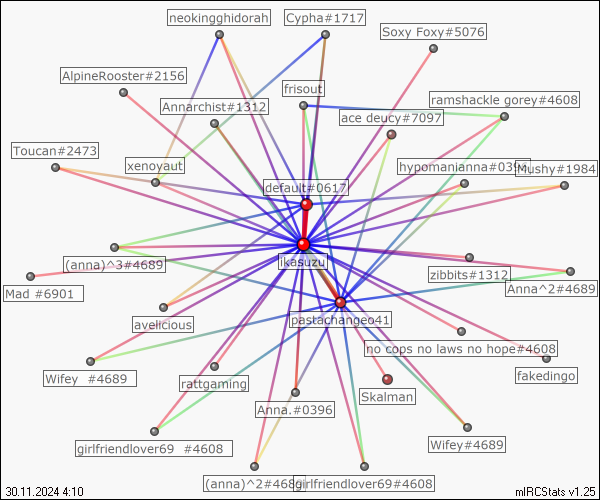 neokingghidorah
Cypha#1717
Soxy Foxy#5076
AlpineRooster#2156
frisout
ramshackle gorey#4608
Annarchist#1312
ace deucy#7097
Toucan#2473
xenoyaut
hypomanianna#039
Mushy#1984
default#0617
ikasuzu
(anna)^3#4689
zibbits#1312
Mad #6901
Anna^2#4689
avelicious
pastachangeo41
no cops no laws no hope#4608
Wifey  #4689
rattgaming
fakedingo
Skalman
Anna.#0396
girlfriendlover69  #4608
Wifey#4689
(anna)^2#468
girlfriendlover69#4608
30.11.2024 4:10
mIRCStats v1.25